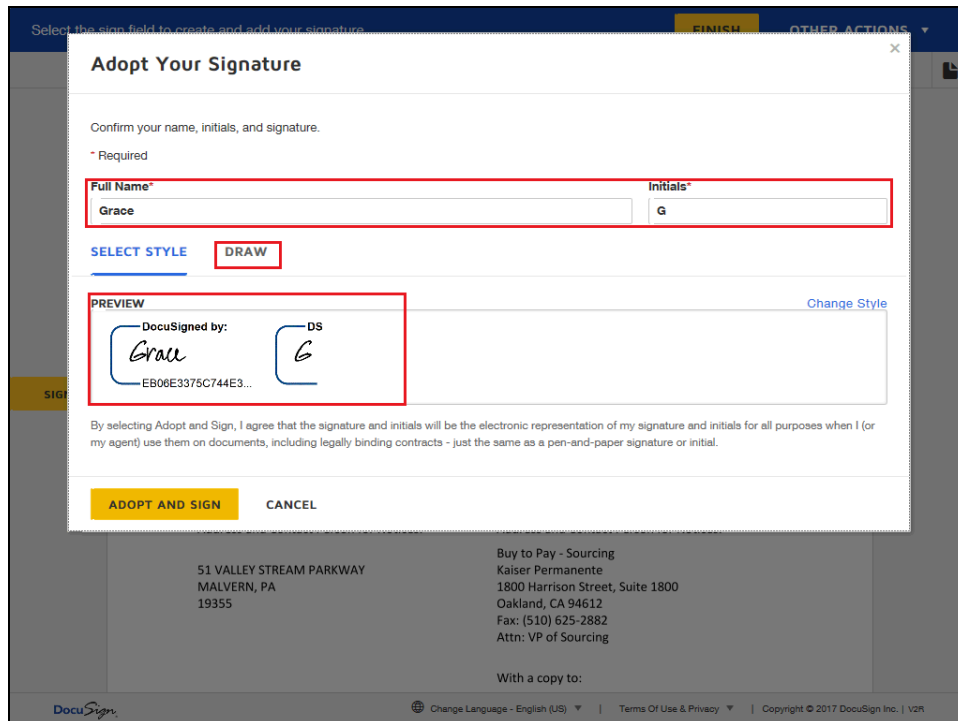 Select the sign field to create and add your signature
FINISH
OTHER ACTIONS
Adopt Your Signature
×
Confirm your name, initials, and signature.
* Required
Full Name*
Initials*
Grace
G
SELECT STYLE
DRAW
PREVIEW
Change Style
DocuSigned by:
DS
Grace
G
EB06E3375C744E3...
SIGN
By selecting Adopt and Sign, I agree that the signature and initials will be the electronic representation of my signature and initials for all purposes when I (or
my agent) use them on documents, including legally binding contracts - just the same as a pen-and-paper signature or initial.
ADOPT AND SIGN
CANCEL
51 VALLEY STREAM PARKWAY
MALVERN, PA
19355
Buy to Pay - Sourcing
Kaiser Permanente
1800 Harrison Street, Suite 1800
Oakland, CA 94612
Fax: (510) 625-2882
Attn: VP of Sourcing
With a copy to:
DocuSign
Change Language - English (US) ▼ | Terms Of Use & Privacy ▼ | Copyright © 2017 DocuSign Inc. | V2R